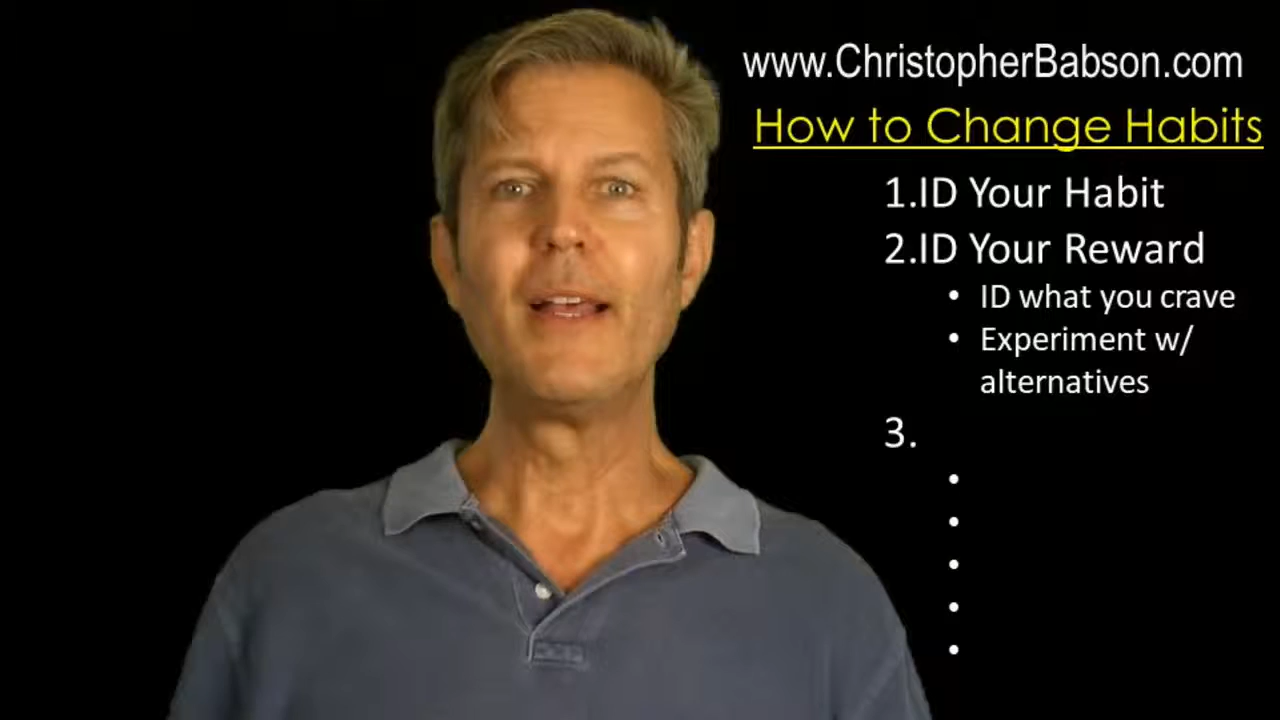 www.ChristopherBabson.com
How to Change Habits
1.ID Your Habit
2.ID Your Reward
• ID what you crave
• Experiment w/
alternatives
3.
•
•
•
•
•